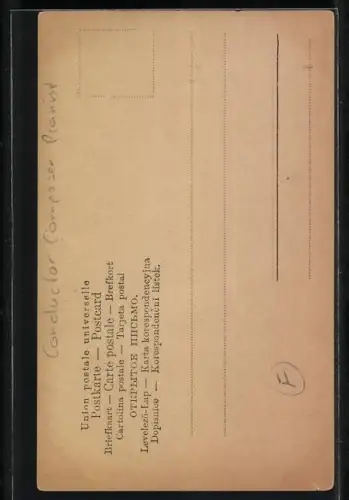 Conductor Composer Pianist
Union postale universelle
Postkarte — Postcard
Briefkaart — Carte postale — Brefkort
Cartolina postale — Tarjeta postal
ОТКРЫТОЕ ПИСЬМО.
Levelező-Lap — Karta korespondencyjna
Dopisnice — Korespondenční lístek.
F